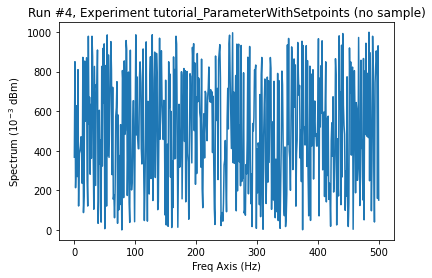 Run #4, Experiment tutorial_ParameterWithSetpoints (no sample)
Spectrum (10⁻³ dBm)
1000
800
600
400
200
0
0 100 200 300 400 500
Freq Axis (Hz)